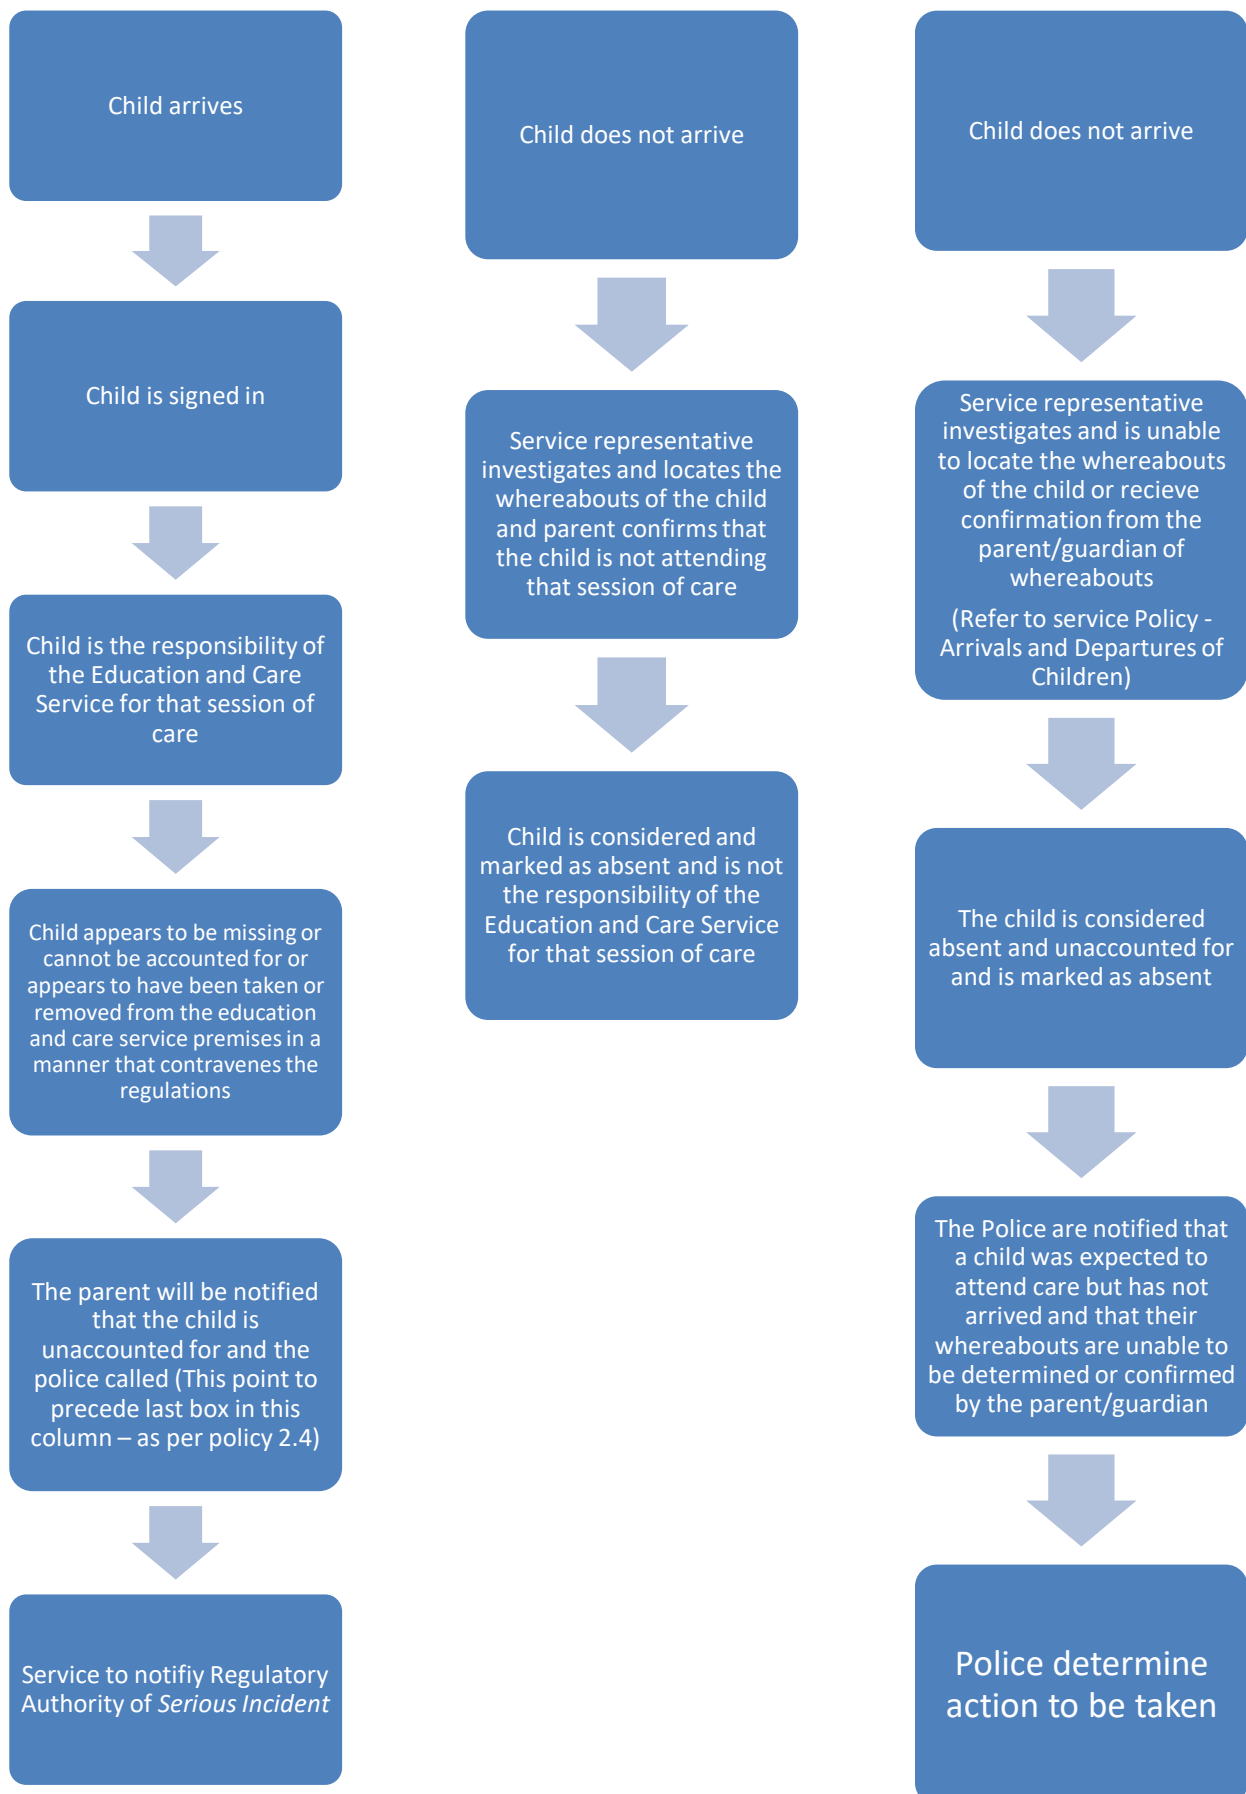 Child arrives
Child is signed in
Child is the responsibility of
the Education and Care
Service for that session of
care
Child appears to be missing or
cannot be accounted for or
appears to have been taken or
removed from the education
and care service premises in a
manner that contravenes the
regulations
The parent will be notified
that the child is
unaccounted for and the
police called (This point to
precede last box in this
column – as per policy 2.4)
Service to notifiy Regulatory
Authority of Serious Incident
Child does not arrive
Service representative
investigates and locates the
whereabouts of the child
and parent confirms that
the child is not attending
that session of care
Child is considered and
marked as absent and is not
the responsibility of the
Education and Care Service
for that session of care
Child does not arrive
Service representative
investigates and is unable
to locate the whereabouts
of the child or recieve
confirmation from the
parent/guardian of
whereabouts
(Refer to service Policy -
Arrivals and Departures of
Children)
The child is considered
absent and unaccounted for
and is marked as absent
The Police are notified that
a child was expected to
attend care but has not
arrived and that their
whereabouts are unable to
be determined or confirmed
by the parent/guardian
Police determine
action to be taken